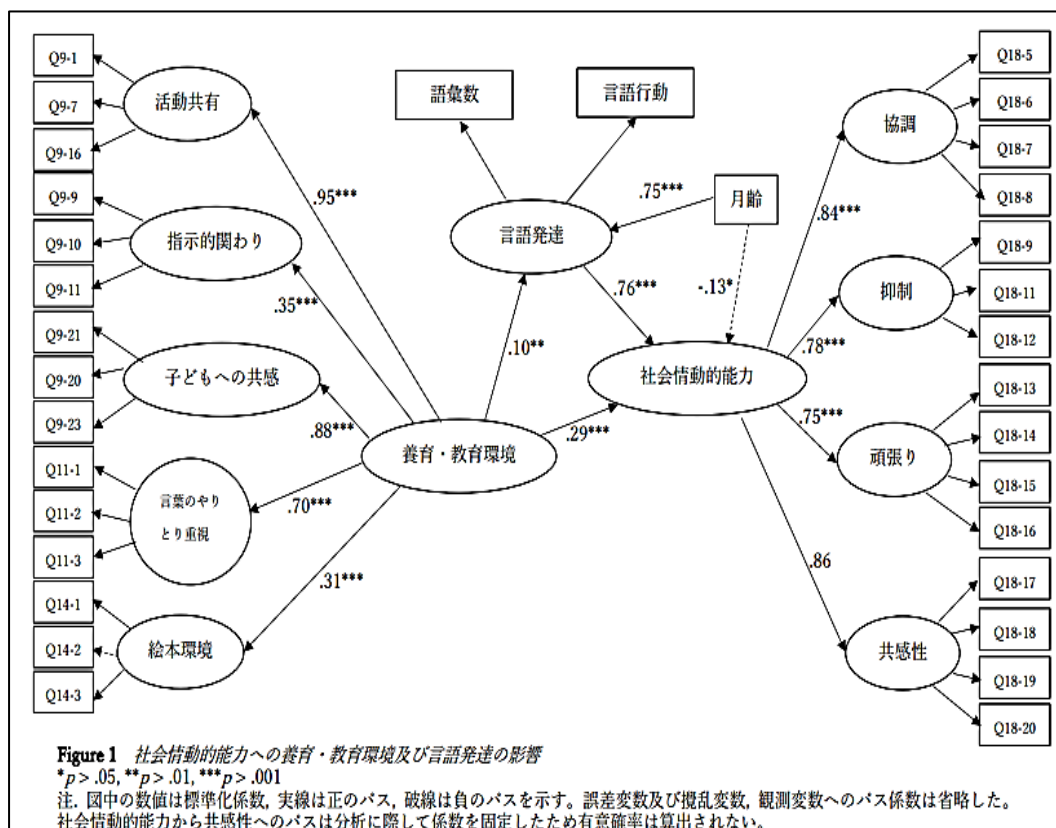 Q9-1
Q9-7
Q9-16
Q9-9
Q9-10
Q9-11
Q9-21
Q9-20
Q9-23
Q11-1
Q11-2
Q11-3
Q14-1
Q14-2
Q14-3
活動共有
指示的関わり
子どもへの共感
言葉のやり
とり重視
絵本環境
.95***
.35***
.88***
.70***
.31***
語彙数
言語行動
言語発達
.75***
月齢
.76***
-.13*
.10**
.29***
養育・教育環境
社会情動的能力
.84***
.78***
.75***
.86
協調
抑制
頑張り
共感性
Q18-5
Q18-6
Q18-7
Q18-8
Q18-9
Q18-11
Q18-12
Q18-13
Q18-14
Q18-15
Q18-16
Q18-17
Q18-18
Q18-19
Q18-20
Figure 1 社会情動的能力への養育・教育環境及び言語発達の影響
*p > .05, **p > .01, ***p > .001
注. 図中の数値は標準化係数, 実線は正のパス, 破線は負のパスを示す。誤差変数及び攪乱変数, 観測変数へのパス係数は省略した。
社会情動的能力から共感性へのパスは分析に際して係数を固定したため有意確率は算出されない。